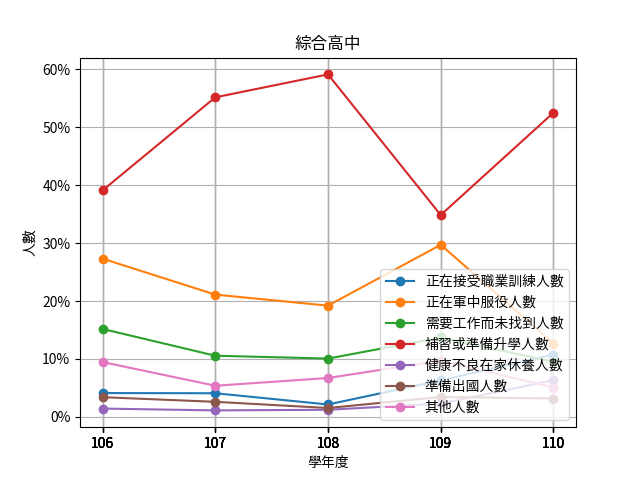 綜合高中
60%
50%
40%
30%
20%
10%
0%
人數
正在接受職業訓練人數
正在軍中服役人數
需要工作而未找到人數
補習或準備升學人數
健康不良在家休養人數
準備出國人數
其他人數
106 107 108 109 110
學年度